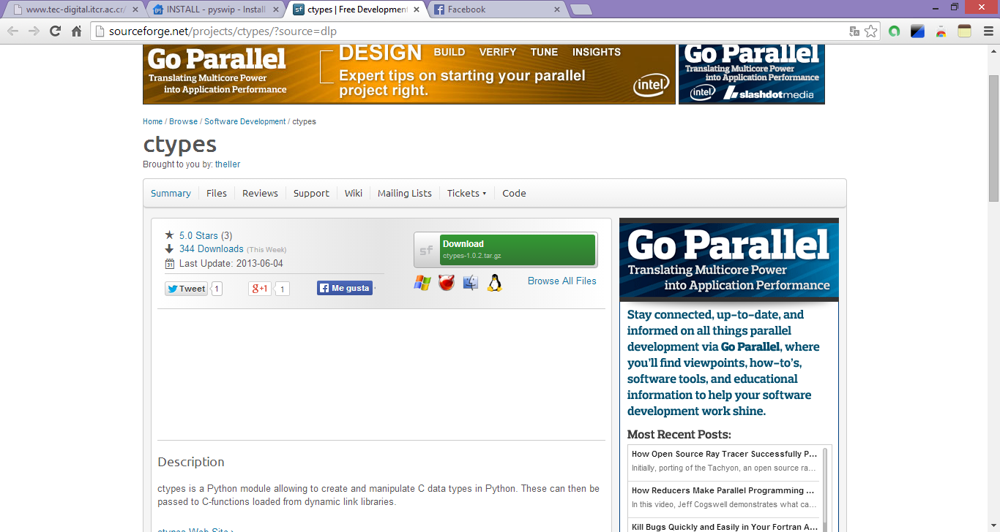 www.tec-digital.itcr.ac.cr/
INSTALL - pyswip - Install
ctypes | Free Development
Facebook
sourceforge.net/projects/ctypes/?source=dlp
Go Parallel
Translating Multicore Power
into Application Performance
DESIGN BUILD VERIFY TUNE INSIGHTS
Expert tips on starting your parallel
project right.
intel
Go Parallel
Translating Multicore Power
into Application Performance
intel slashdotmedia
Home / Browse / Software Development / ctypes
ctypes
Brought to you by: theller
Summary Files Reviews Support Wiki Mailing Lists Tickets Code
5.0 Stars (3)
344 Downloads (This Week)
31 Last Update: 2013-06-04
Tweet 1 g+1 1 Me gusta
sf Download
ctypes-1.0.2.tar.gz
Browse All Files
Description
ctypes is a Python module allowing to create and manipulate C data types in Python. These can then be
passed to C-functions loaded from dynamic link libraries.
ctypes Web Site ›
Go Parallel
Translating Multicore Power
into Application Performance
Stay connected, up-to-date, and
informed on all things parallel
development via Go Parallel, where
you'll find viewpoints, how-to's,
software tools, and educational
information to help your software
development work shine.
Most Recent Posts:
How Open Source Ray Tracer Successfully P...
Initially, porting of the Tachyon, an open source ra...
How Reducers Make Parallel Programming ...
In this video, Jeff Cogswell demonstrates what ca...
Kill Bugs Quickly and Easily in Your Fortran A...